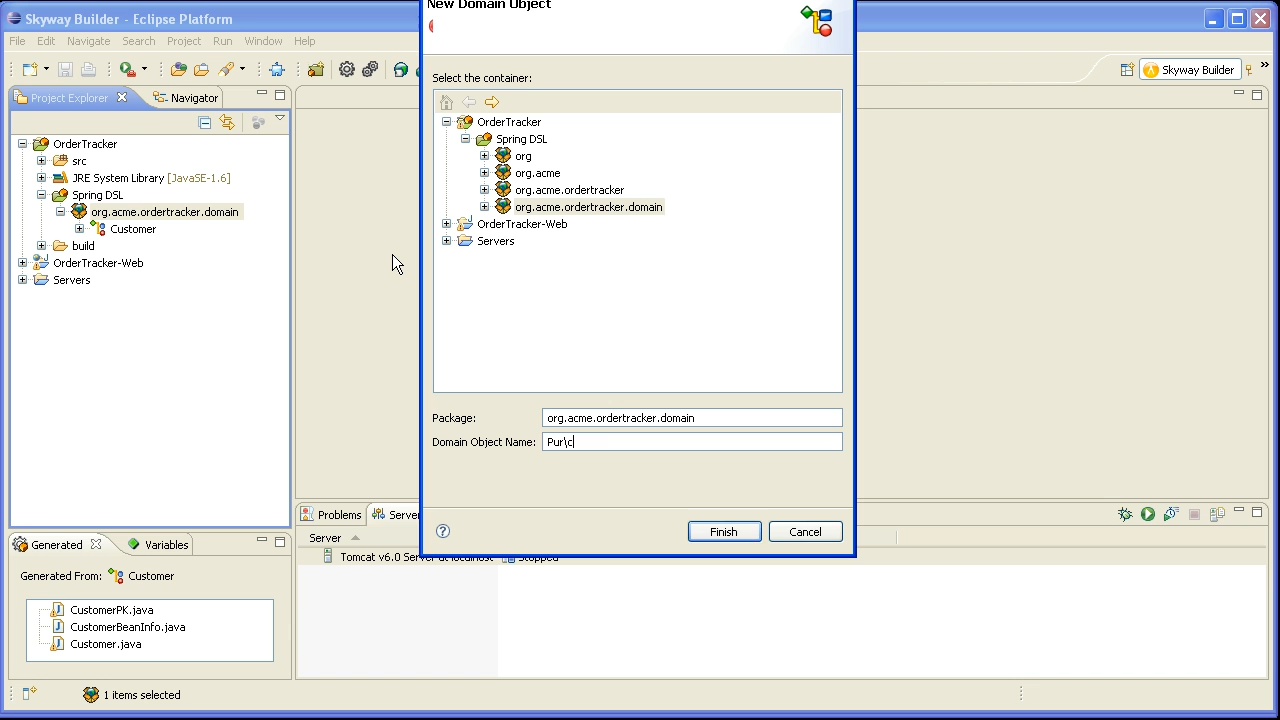 Skyway Builder - Eclipse Platform
File Edit Navigate Search Project Run Window Help
Skyway Builder
»
Project Explorer
Navigator
OrderTracker
src
JRE System Library [JavaSE-1.6]
Spring DSL
org.acme.ordertracker.domain
Customer
build
OrderTracker-Web
Servers
New Domain Object
Select the container:
OrderTracker
Spring DSL
org
org.acme
org.acme.ordertracker
org.acme.ordertracker.domain
OrderTracker-Web
Servers
Package: org.acme.ordertracker.domain
Domain Object Name: Pur\c
Finish Cancel
Generated
Variables
Generated From: Customer
CustomerPK.java
CustomerBeanInfo.java
Customer.java
Problems
Server
Server
Tomcat v6.0 Server at localhost Stopped
1 items selected